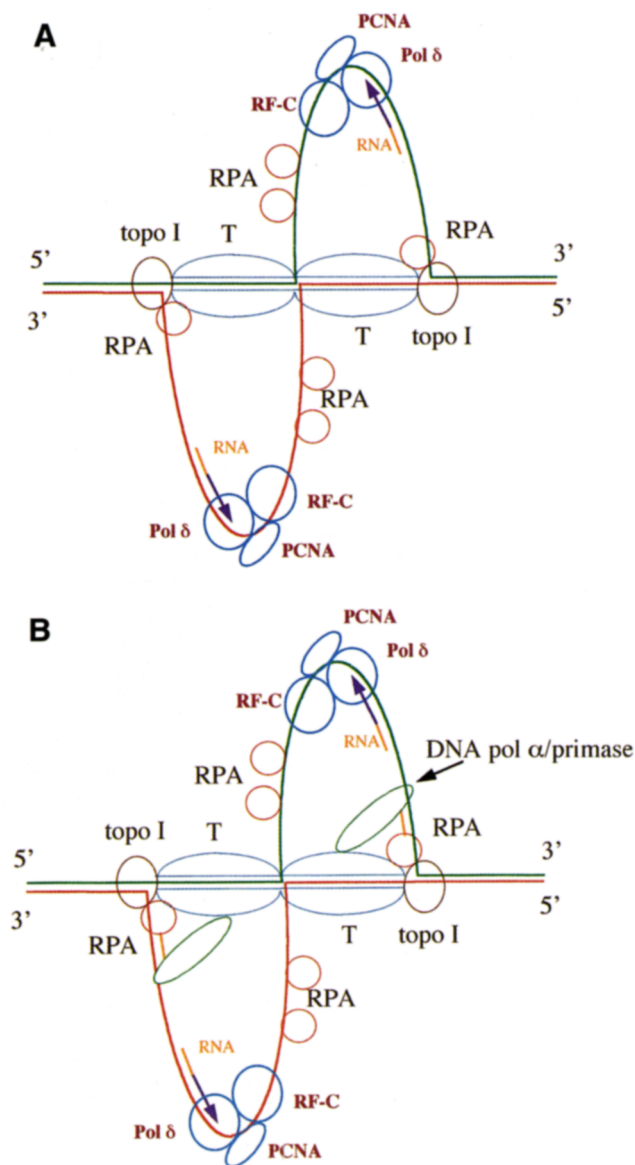 A
PCNA
Pol δ
RF-C
RNA
RPA
topo I
T
RPA
5’
3’
3’
5’
RPA
T
topo I
RPA
RNA
RF-C
Pol δ
PCNA
B
PCNA
Pol δ
RF-C
RNA
DNA pol α/primase
RPA
topo I
T
RPA
5’
3’
3’
5’
RPA
T
topo I
RPA
RNA
RF-C
Pol δ
PCNA